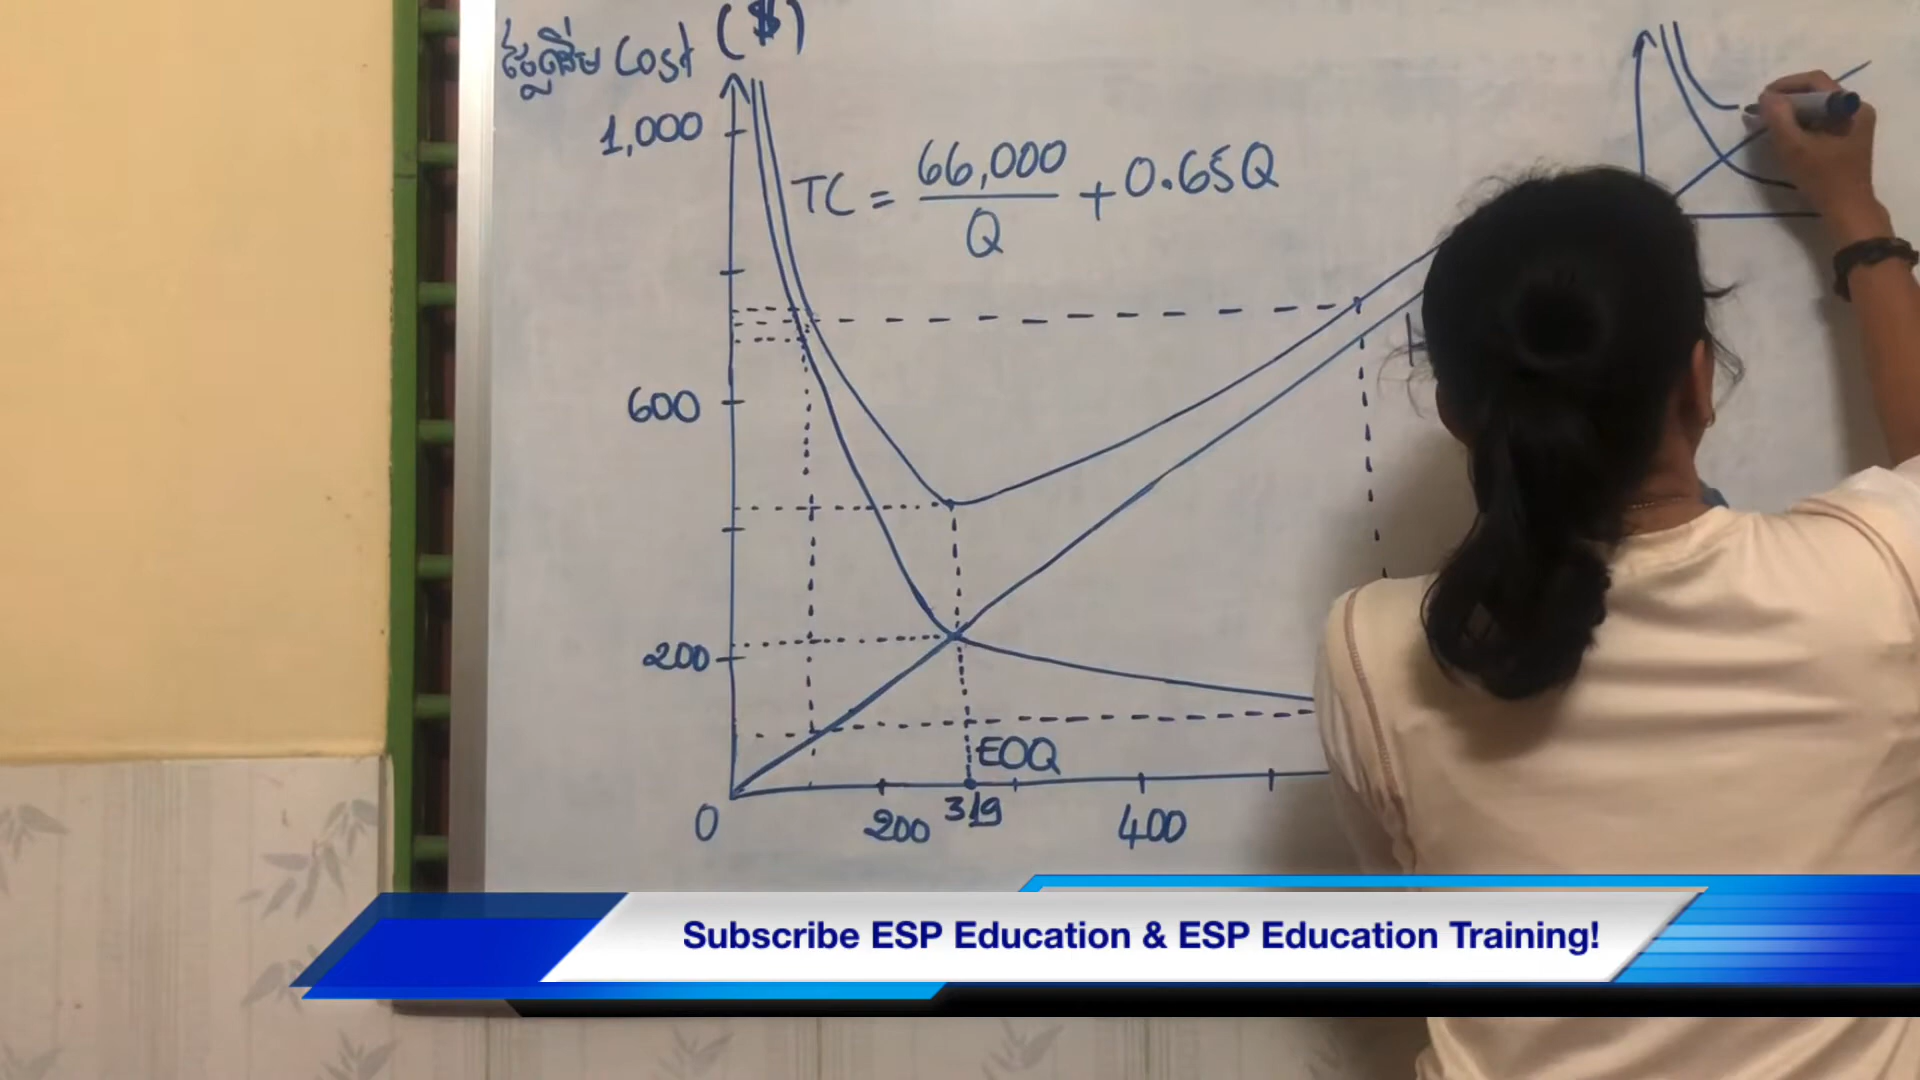 ថ្លៃដើម Cost ($)
1,000
TC = 66,000/Q + 0.65Q
600
200
EOQ
0 200 319 400
Subscribe ESP Education & ESP Education Training!